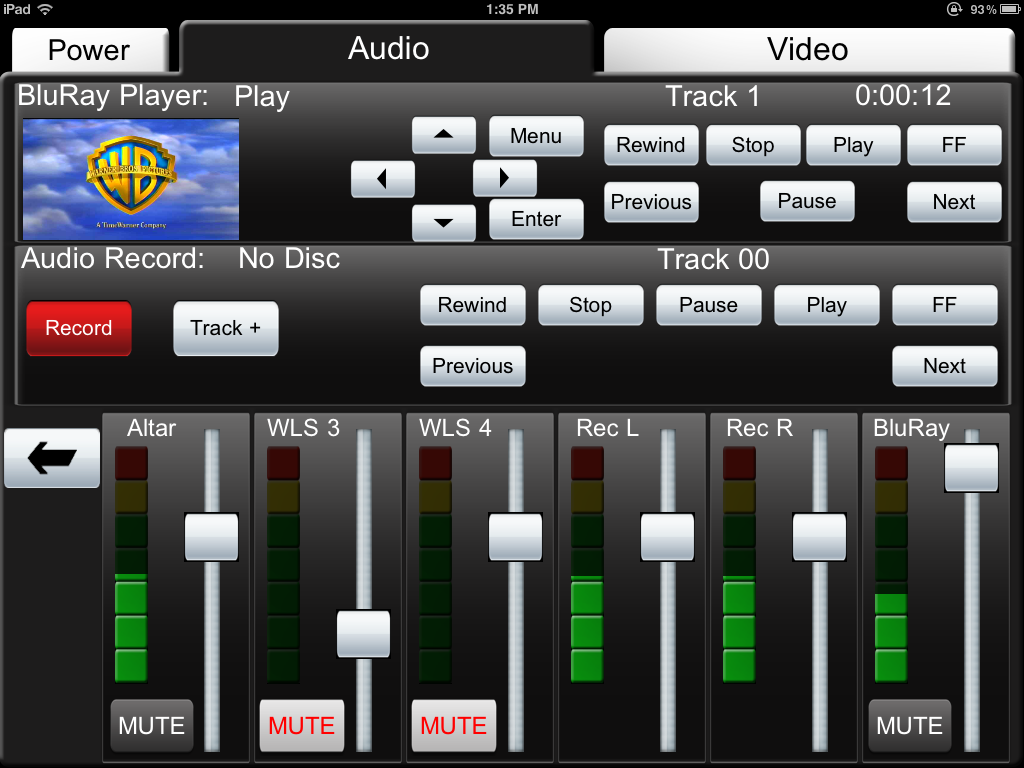 iPad 1:35 PM 93%
Power Audio Video
BluRay Player: Play Track 1 0:00:12
WB
WARNER BROS. PICTURES
A TimeWarner Company
Menu
Enter
Rewind Stop Play FF
Previous Pause Next
Audio Record: No Disc Track 00
Record Track +
Rewind Stop Pause Play FF
Previous Next
Altar WLS 3 WLS 4 Rec L Rec R BluRay
MUTE MUTE MUTE MUTE